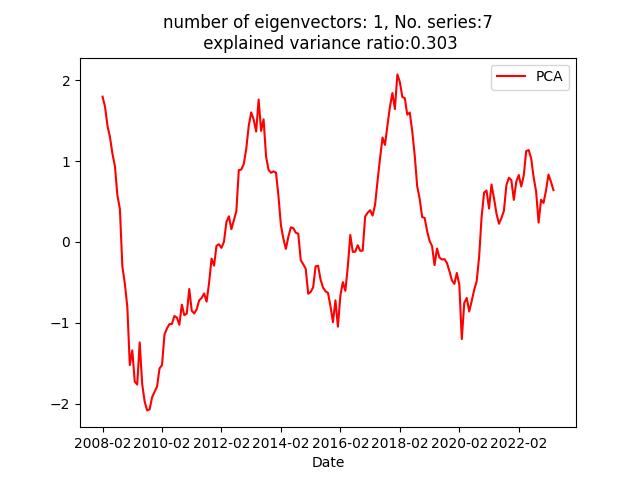 number of eigenvectors: 1, No. series:7
explained variance ratio:0.303
PCA
2
1
0
−1
−2
2008-02 2010-02 2012-02 2014-02 2016-02 2018-02 2020-02 2022-02
Date